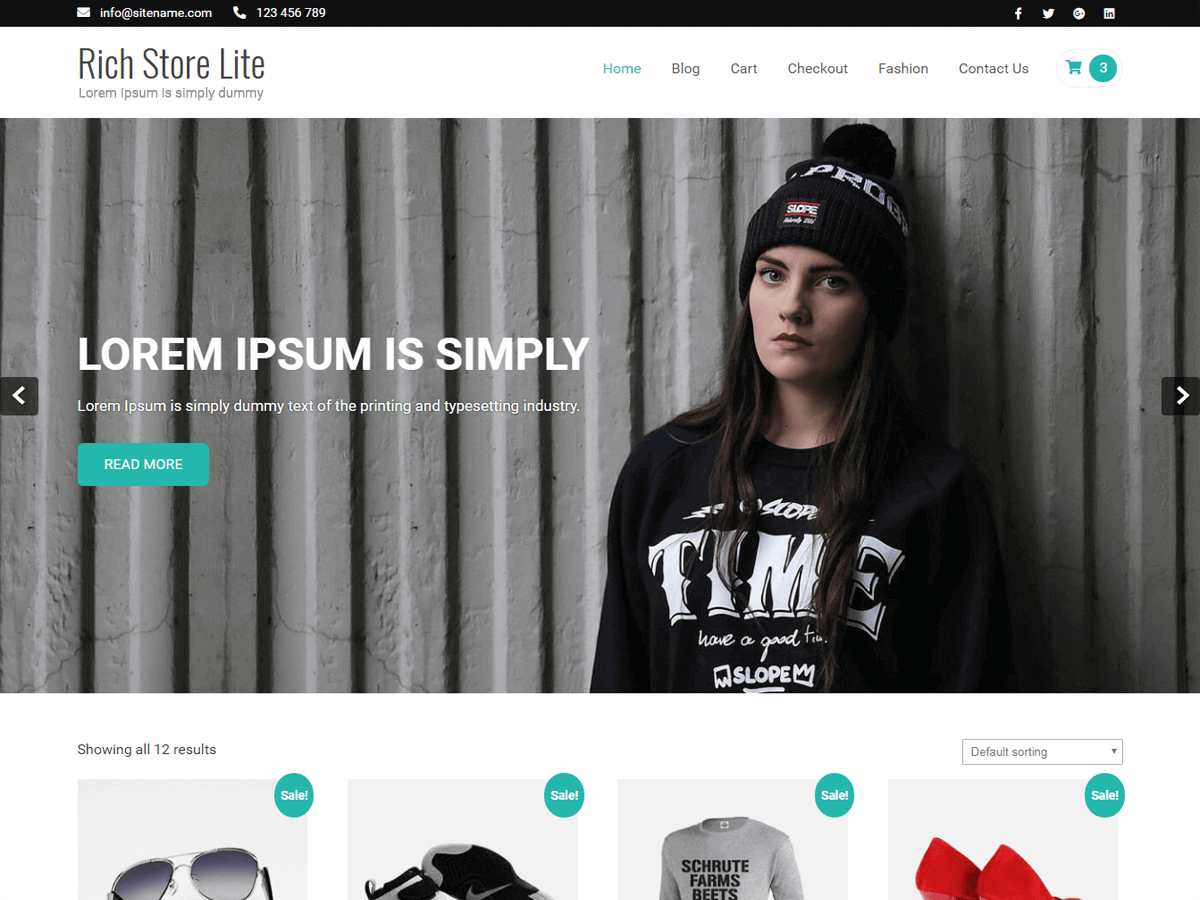 info@sitename.com 123 456 789
Rich Store Lite
Lorem Ipsum is simply dummy
Home Blog Cart Checkout Fashion Contact Us 3
SLOPE
LOREM IPSUM IS SIMPLY
Lorem Ipsum is simply dummy text of the printing and typesetting industry.
READ MORE
TIME
have a good
SLOPE
Showing all 12 results
Default sorting
Sale! Sale! Sale! Sale!
SCHRUTE
FARMS
BEETS